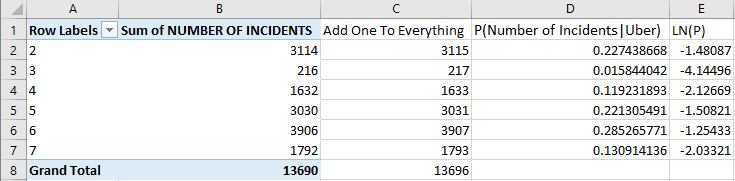 A B C D E
1 Row Labels Sum of NUMBER OF INCIDENTS Add One To Everything P(Number of Incidents|Uber) LN(P)
2 2 3114 3115 0.227438668 -1.48087
3 3 216 217 0.015844042 -4.14496
4 4 1632 1633 0.119231893 -2.12669
5 5 3030 3031 0.221305491 -1.50821
6 6 3906 3907 0.285265771 -1.25433
7 7 1792 1793 0.130914136 -2.03321
8 Grand Total 13690 13696